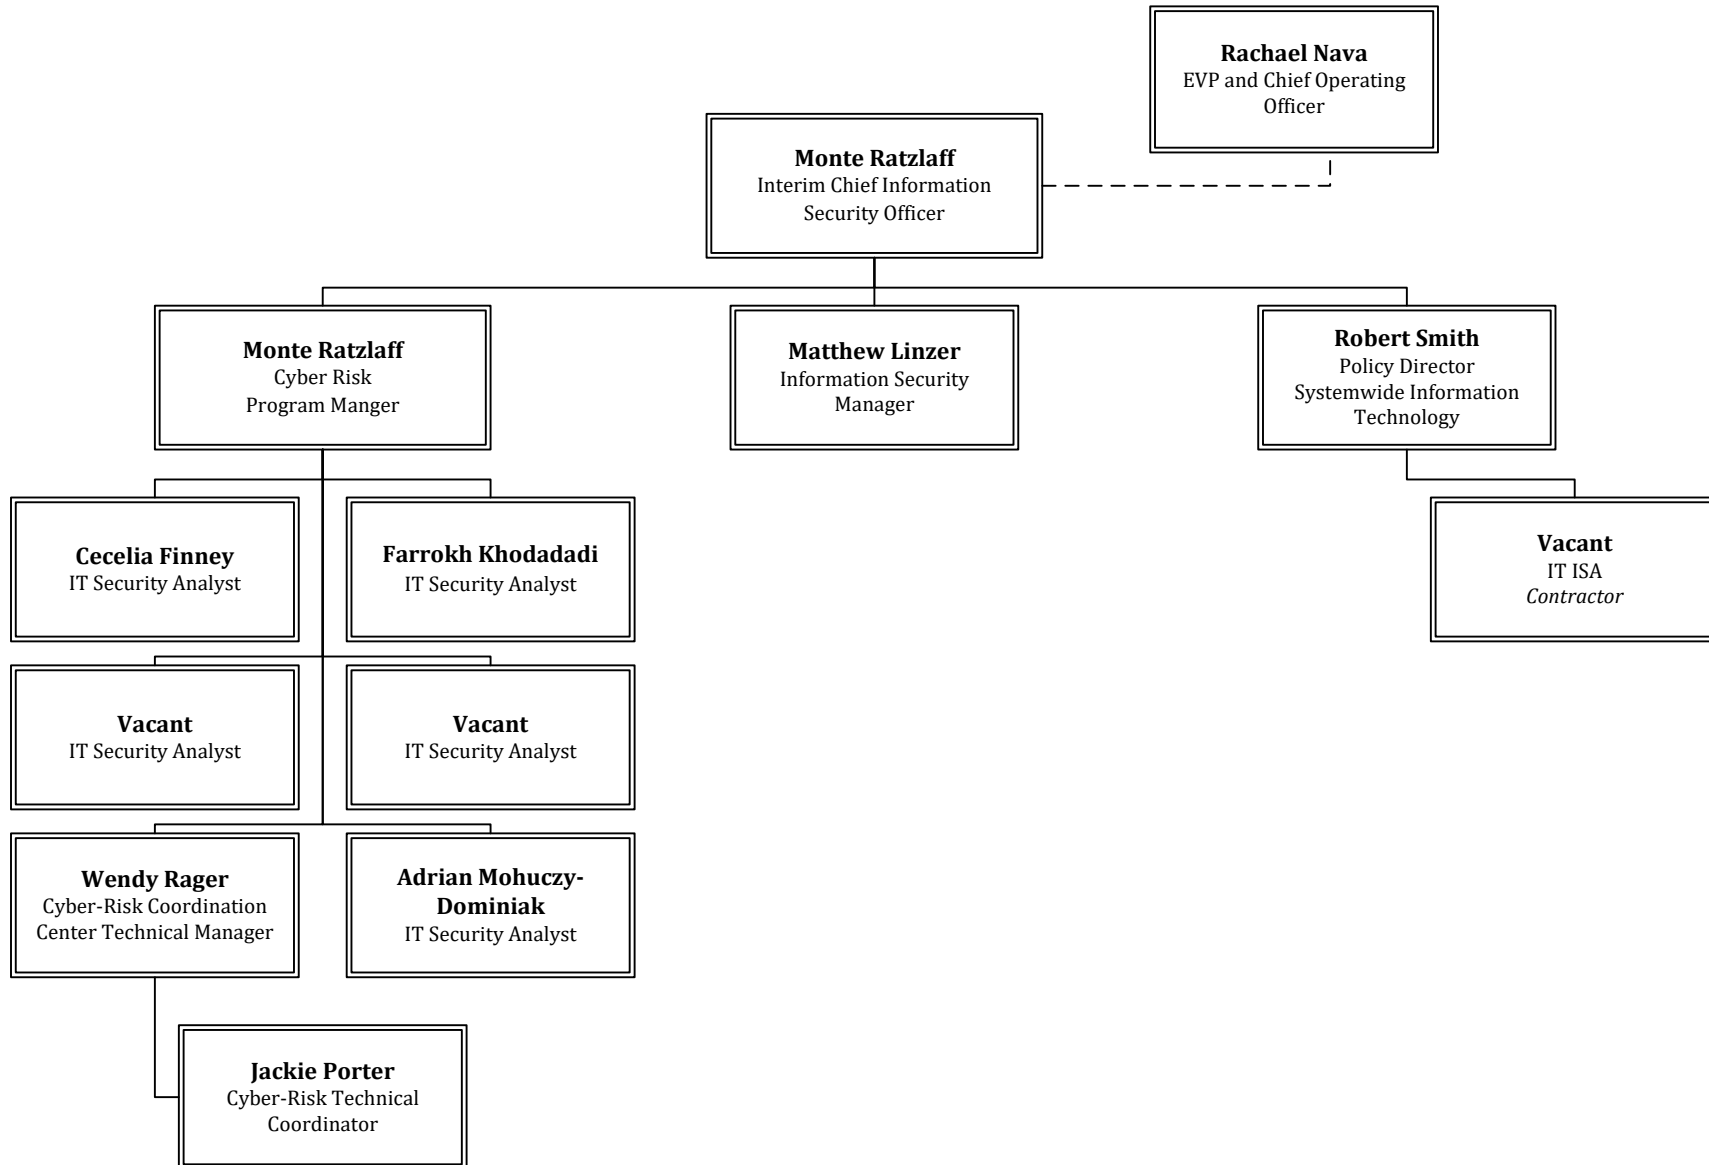 Rachael Nava
EVP and Chief Operating
Officer
Monte Ratzlaff
Interim Chief Information
Security Officer
Monte Ratzlaff
Cyber Risk
Program Manger
Matthew Linzer
Information Security
Manager
Robert Smith
Policy Director
Systemwide Information
Technology
Cecelia Finney
IT Security Analyst
Farrokh Khodadadi
IT Security Analyst
Vacant
IT ISA
Contractor
Vacant
IT Security Analyst
Vacant
IT Security Analyst
Wendy Rager
Cyber-Risk Coordination
Center Technical Manager
Adrian Mohuczy-
Dominiak
IT Security Analyst
Jackie Porter
Cyber-Risk Technical
Coordinator